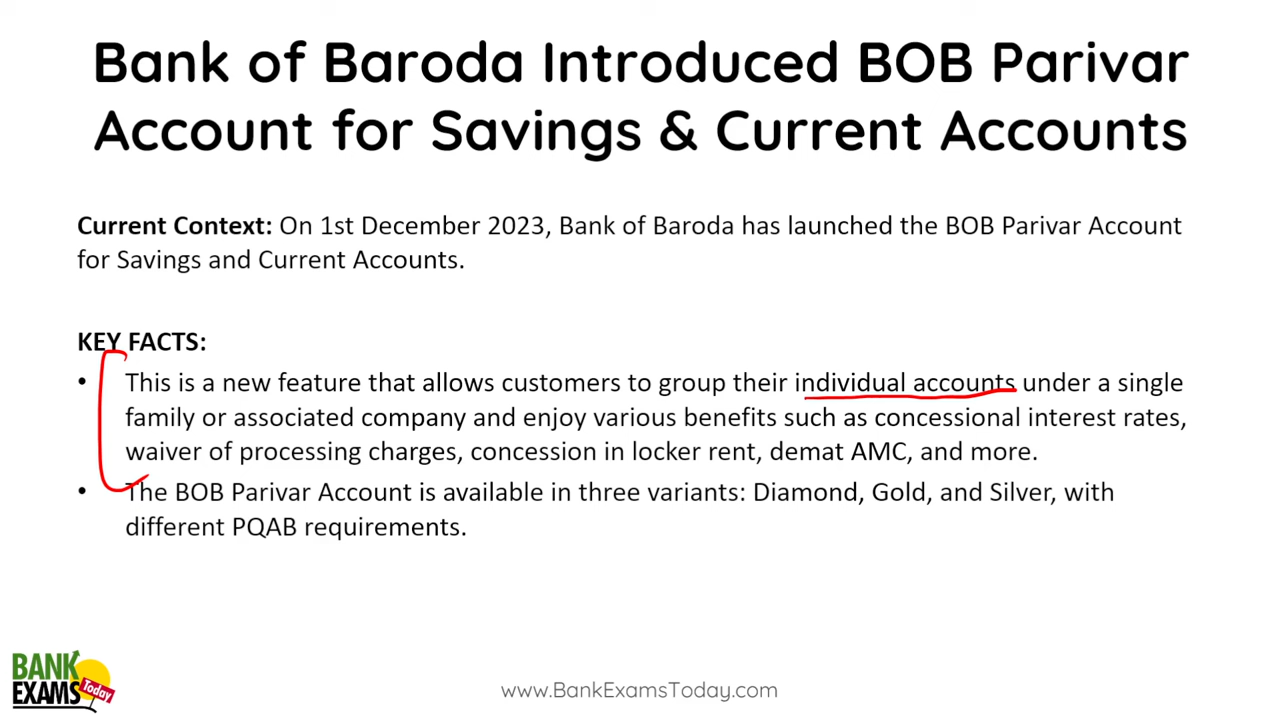 Bank of Baroda Introduced BOB Parivar
Account for Savings & Current Accounts
Current Context: On 1st December 2023, Bank of Baroda has launched the BOB Parivar Account
for Savings and Current Accounts.
KEY FACTS:
• This is a new feature that allows customers to group their individual accounts under a single
family or associated company and enjoy various benefits such as concessional interest rates,
waiver of processing charges, concession in locker rent, demat AMC, and more.
• The BOB Parivar Account is available in three variants: Diamond, Gold, and Silver, with
different PQAB requirements.
BANK
EXAMS
Today
www.BankExamsToday.com